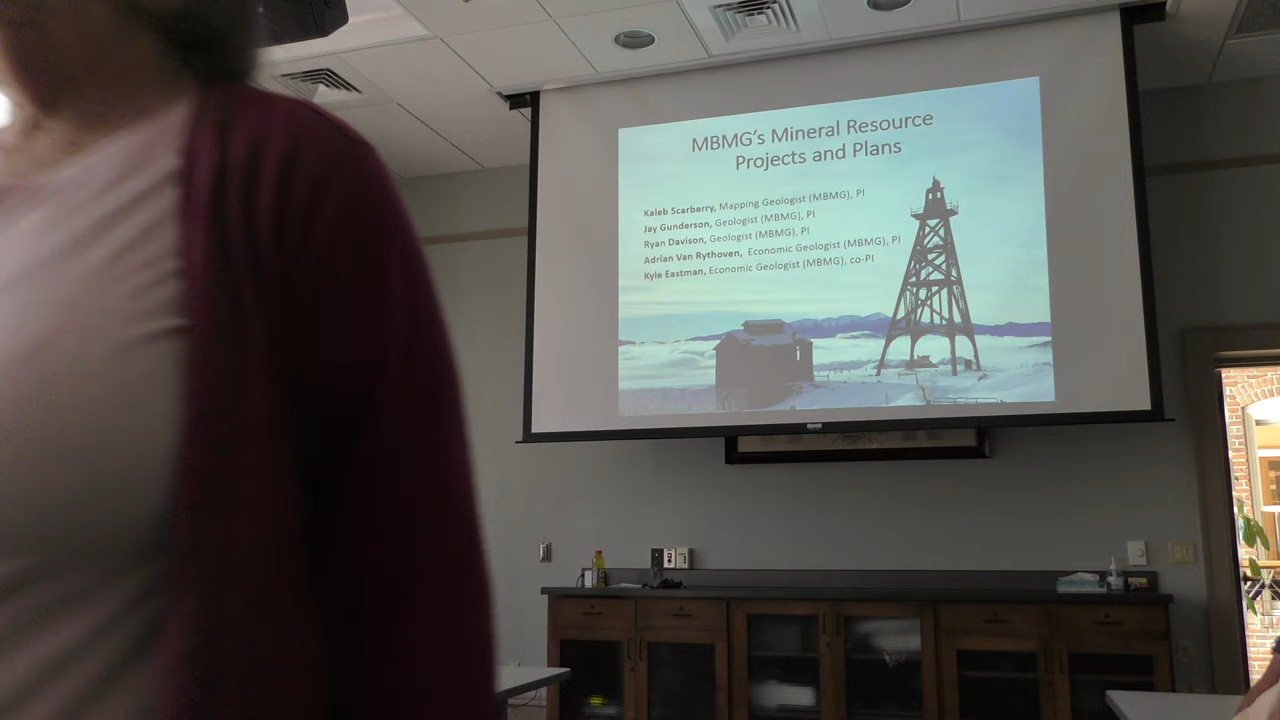 MBMG's Mineral Resource
Projects and Plans
Kaleb Scarberry, Mapping Geologist (MBMG), PI
Jay Gunderson, Geologist (MBMG), PI
Ryan Davison, Geologist (MBMG), PI
Adrian Van Rythoven, Economic Geologist (MBMG), PI
Kyle Eastman, Economic Geologist (MBMG), co-PI